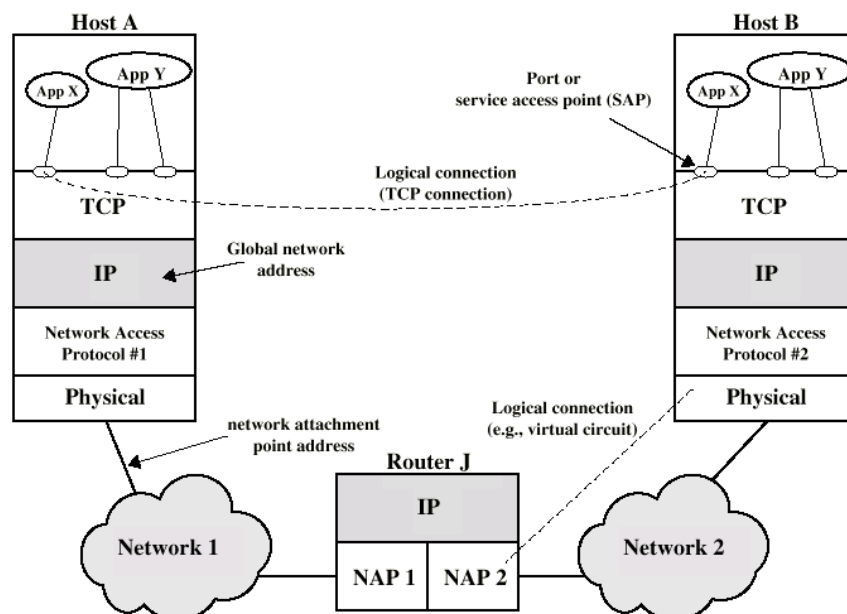 Host A
Host B
App X
App Y
Port or
service access point (SAP)
App X
App Y
Logical connection
(TCP connection)
TCP
TCP
Global network
address
IP
IP
Network Access
Protocol #1
Network Access
Protocol #2
Physical
Physical
Logical connection
(e.g., virtual circuit)
network attachment
point address
Router J
IP
Network 1
NAP 1
NAP 2
Network 2